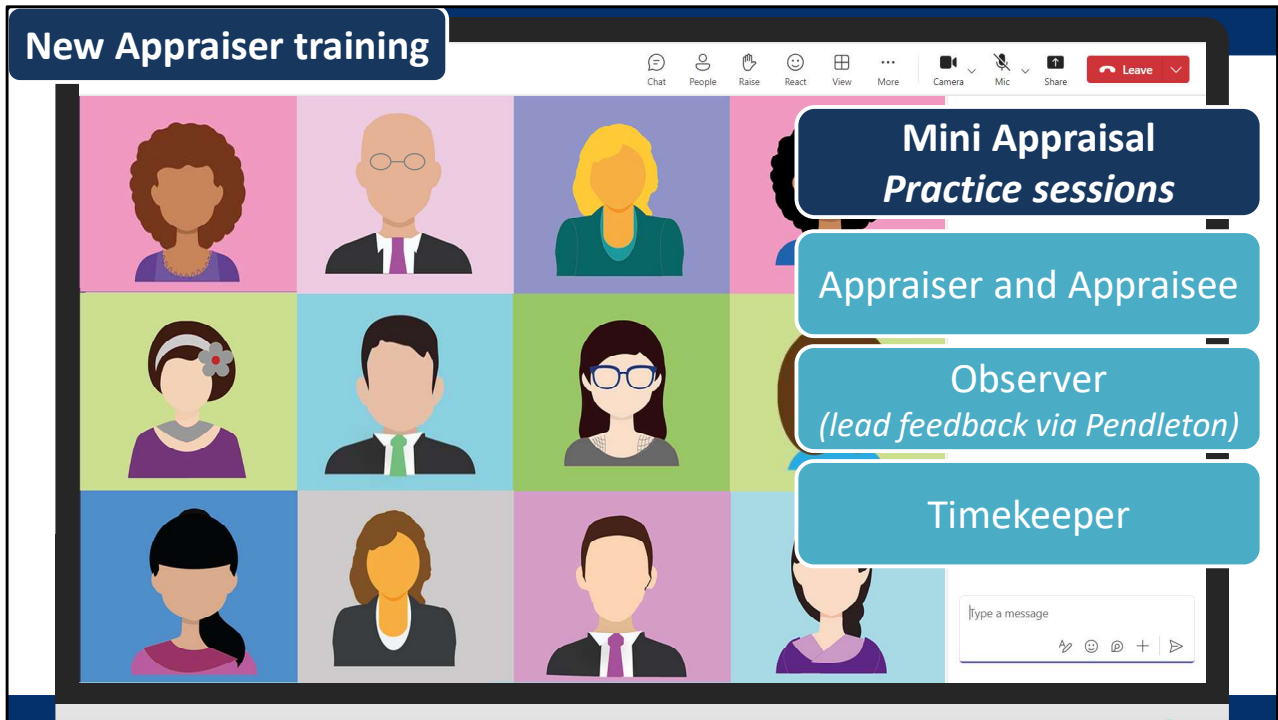 New Appraiser training
Chat People Raise React View More Camera Mic Share Leave
Mini Appraisal
Practice sessions
Appraiser and Appraisee
Observer
(lead feedback via Pendleton)
Timekeeper
Type a message